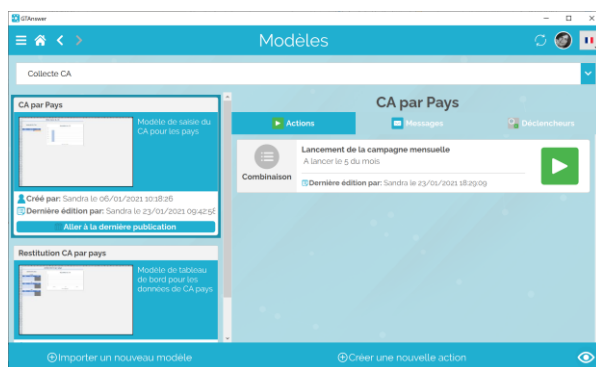 GTAnswer
Modèles
Collecte CA
CA par Pays
Modèle de saisie du
CA pour les pays
Créé par: Sandra le 06/01/2021 10:18:26
Dernière édition par: Sandra le 23/01/2021 09:42:58
Aller à la dernière publication
Restitution CA par pays
Modèle de tableau
de bord pour les
données de CA pays
Importer un nouveau modèle
CA par Pays
Actions
Messages
Déclencheurs
Combinaison
Lancement de la campagne mensuelle
A lancer le 5 du mois
Dernière édition par: Sandra le 23/01/2021 18:29:09
Créer une nouvelle action